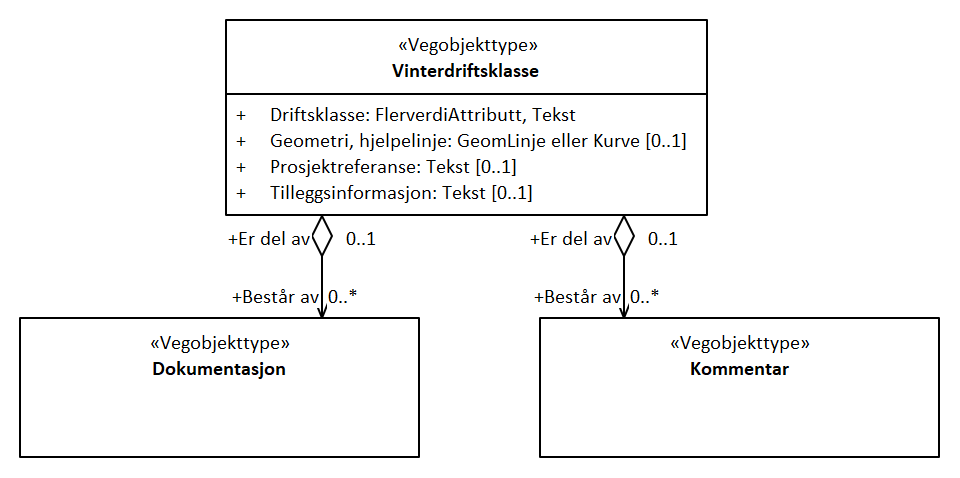 «Vegobjekttype»
Vinterdriftsklasse
+ Driftsklasse: FlerverdiAttributt, Tekst
+ Geometri, hjelpelinje: GeomLinje eller Kurve [0..1]
+ Prosjektreferanse: Tekst [0..1]
+ Tilleggsinformasjon: Tekst [0..1]
+Er del av 0..1
+Er del av 0..1
+Består av 0..*
+Består av 0..*
«Vegobjekttype»
Dokumentasjon
«Vegobjekttype»
Kommentar